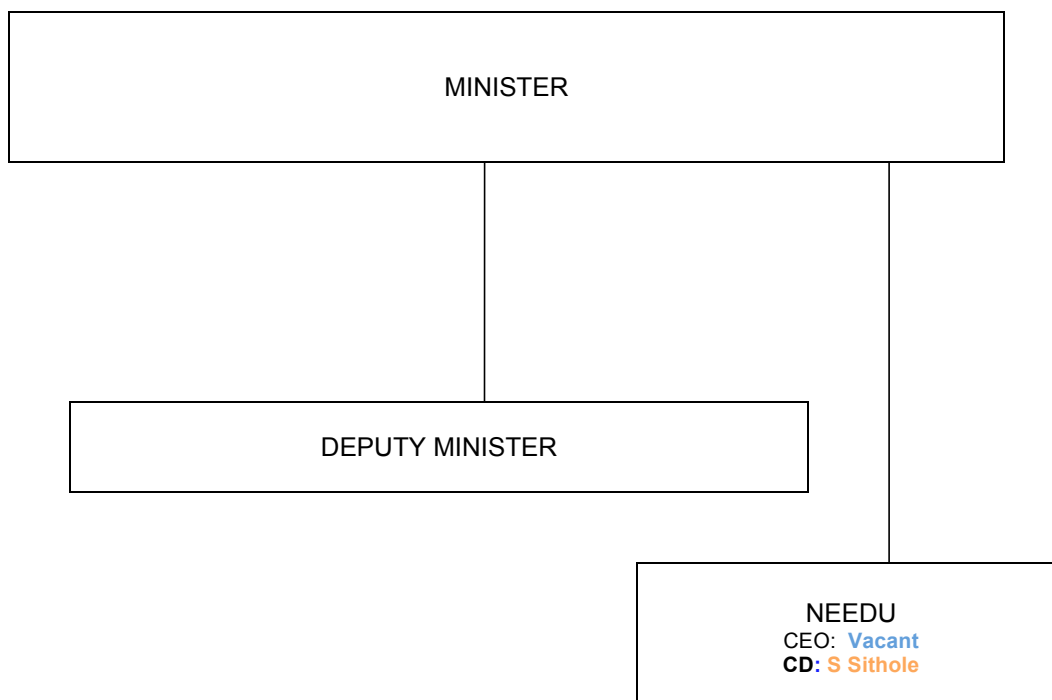 MINISTER
DEPUTY MINISTER
NEEDU
CEO: Vacant
CD: S Sithole